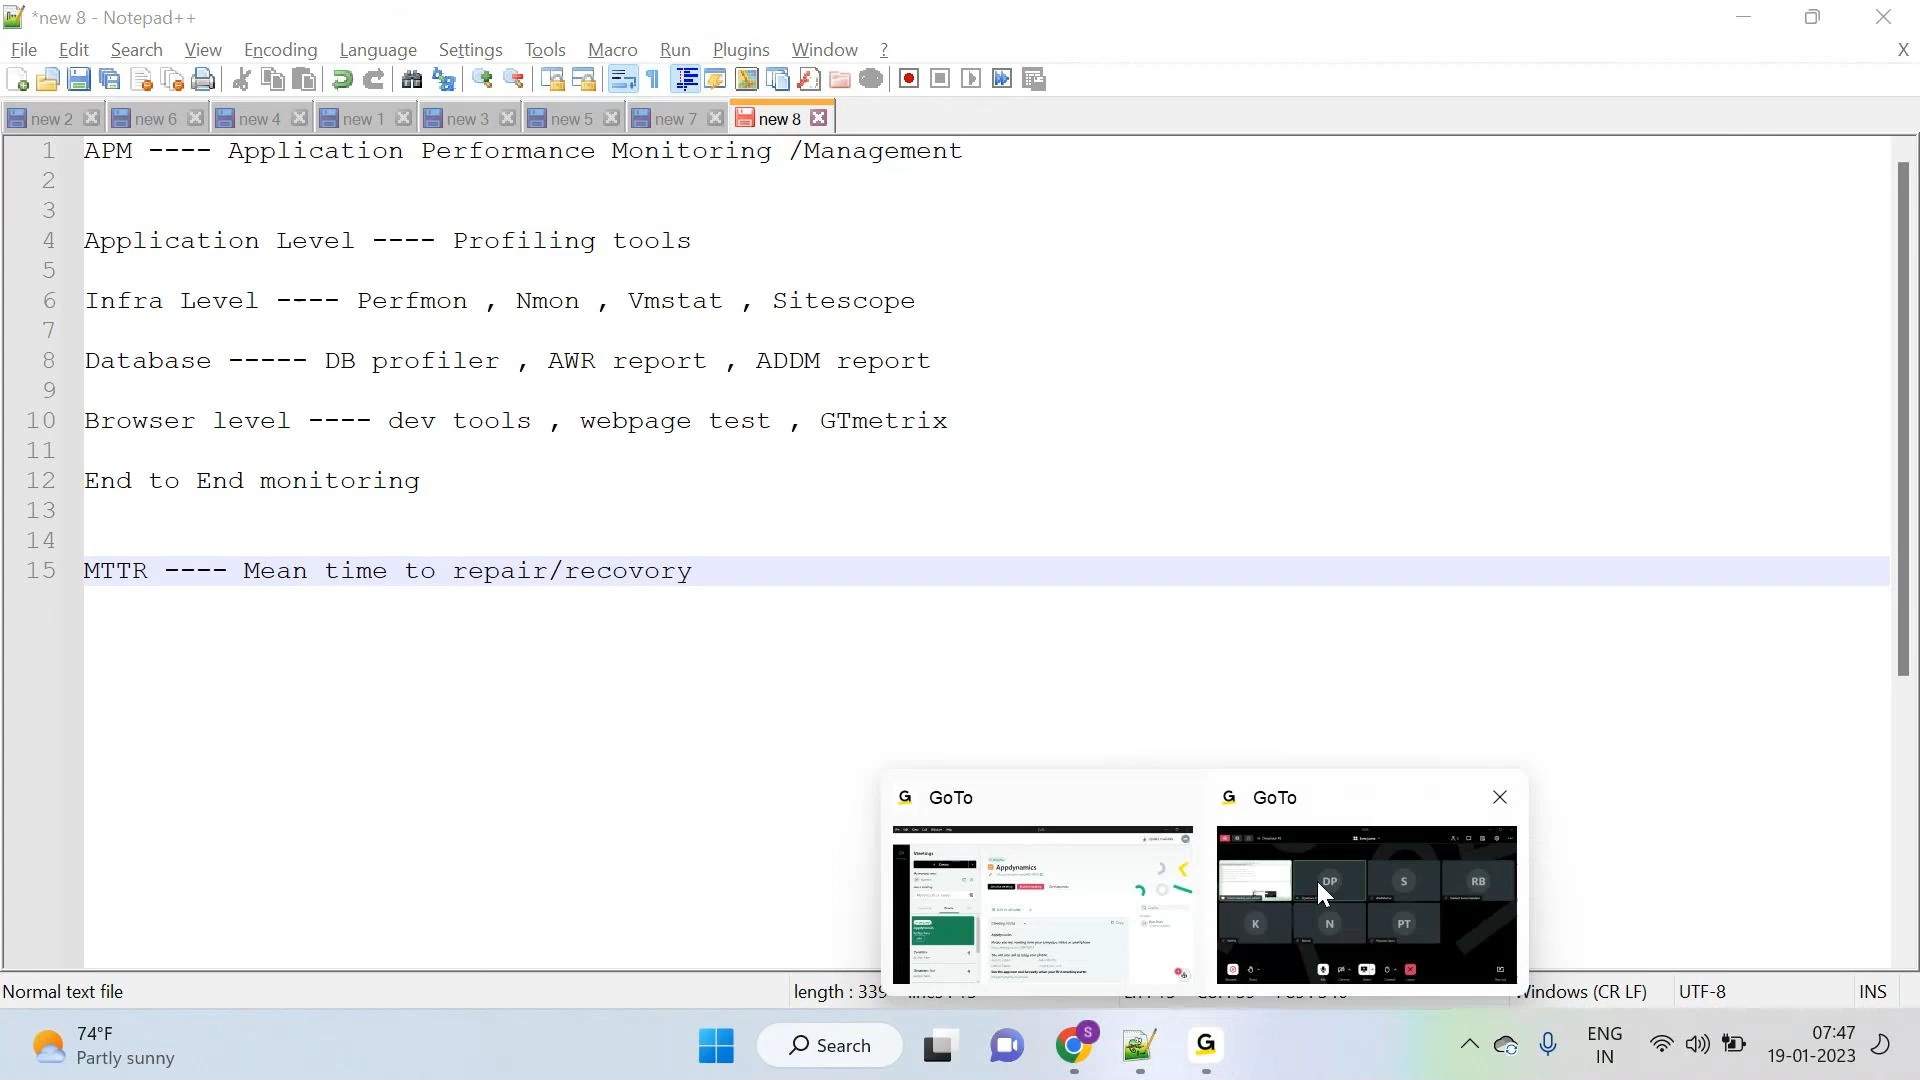 *new 8 - Notepad++
File Edit Search View Encoding Language Settings Tools Macro Run Plugins Window ? X
new 2 new 6 new 4 new 1 new 3 new 5 new 7 new 8
1 APM ---- Application Performance Monitoring /Management
2
3
4 Application Level ---- Profiling tools
5
6 Infra Level ---- Perfmon , Nmon , Vmstat , Sitescope
7
8 Database ----- DB profiler , AWR report , ADDM report
9
10 Browser level ---- dev tools , webpage test , GTmetrix
11
12 End to End monitoring
13
14
15 MTTR ---- Mean time to repair/recovory
GoTo GoTo
Meetings
Appdynamics
DP S RB
K N PT
Normal text file length : 339 Windows (CR LF) UTF-8 INS
74°F
Partly sunny
Search
S
G
ENG
IN
07:47
19-01-2023